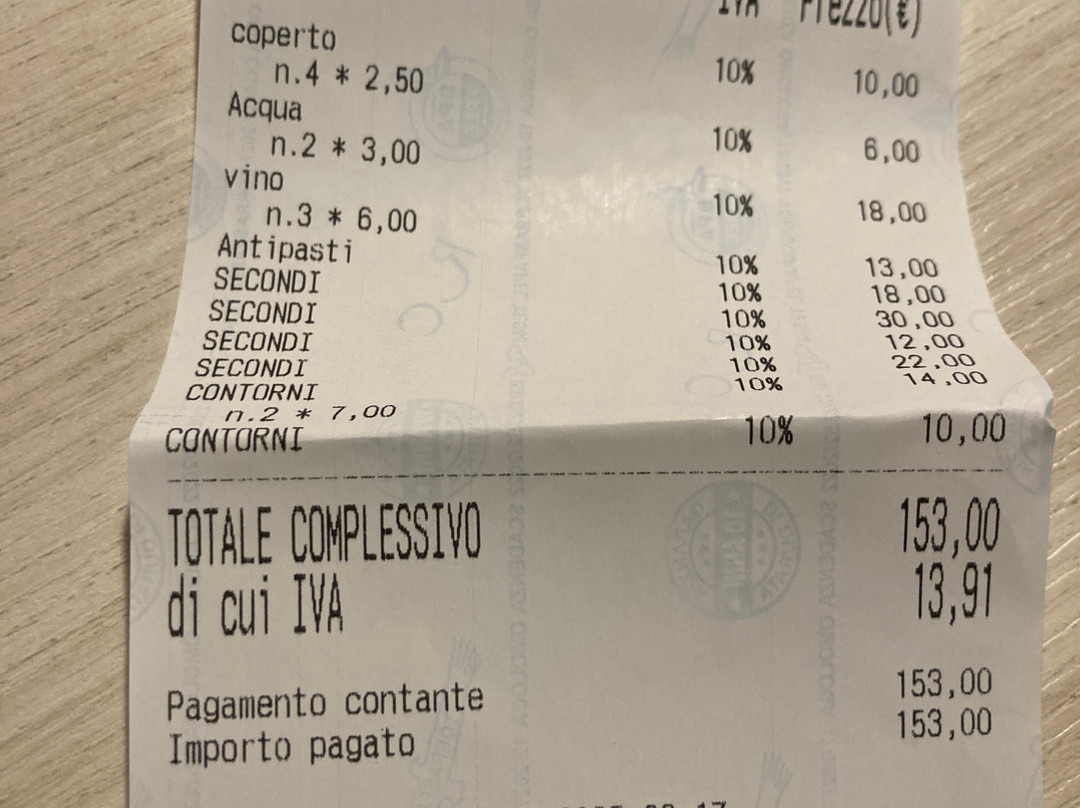 IVA Prezzo(€)
coperto
n.4 * 2,50 10% 10,00
Acqua
n.2 * 3,00 10% 6,00
vino
n.3 * 6,00 10% 18,00
Antipasti 10% 13,00
SECONDI 10% 18,00
SECONDI 10% 30,00
SECONDI 10% 12,00
SECONDI 10% 22,00
CONTORNI
n.2 * 7,00 10% 14,00
CONTORNI 10% 10,00
TOTALE COMPLESSIVO 153,00
di cui IVA 13,91
Pagamento contante 153,00
Importo pagato 153,00